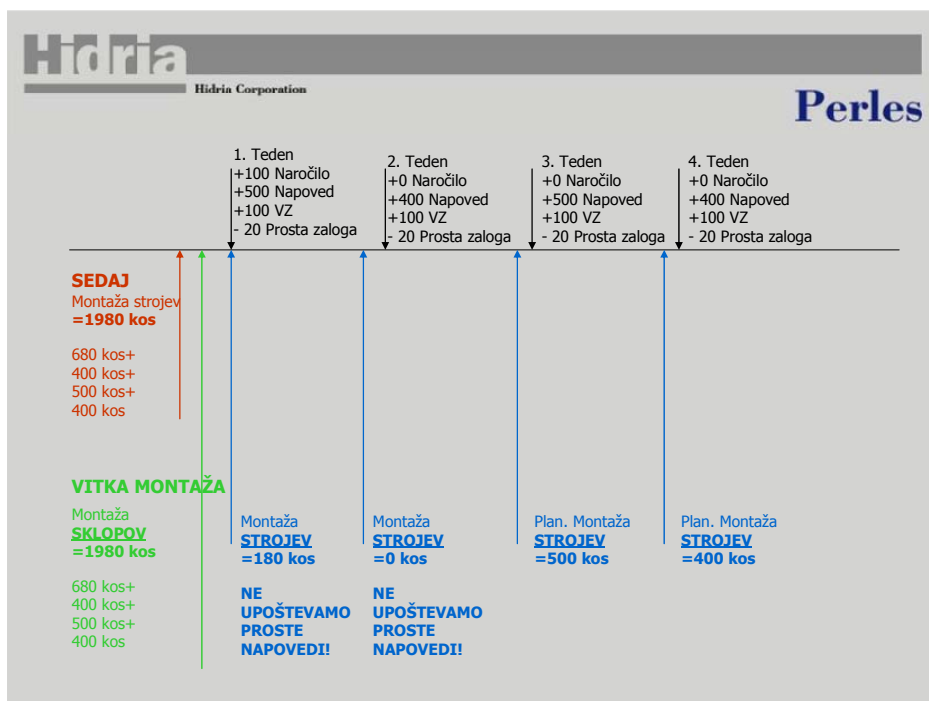 Hidria
Hidria Corporation
Perles
1. Teden
+100 Naročilo
+500 Napoved
+100 VZ
- 20 Prosta zaloga
2. Teden
+0 Naročilo
+400 Napoved
+100 VZ
- 20 Prosta zaloga
3. Teden
+0 Naročilo
+500 Napoved
+100 VZ
- 20 Prosta zaloga
4. Teden
+0 Naročilo
+400 Napoved
+100 VZ
- 20 Prosta zaloga
SEDAJ
Montaža strojev
=1980 kos
680 kos+
400 kos+
500 kos+
400 kos
VITKA MONTAŽA
Montaža
SKLOPOV
=1980 kos
680 kos+
400 kos+
500 kos+
400 kos
Montaža
STROJEV
=180 kos
NE
UPOŠTEVAMO
PROSTE
NAPOVEDI!
Montaža
STROJEV
=0 kos
NE
UPOŠTEVAMO
PROSTE
NAPOVEDI!
Plan. Montaža
STROJEV
=500 kos
Plan. Montaža
STROJEV
=400 kos